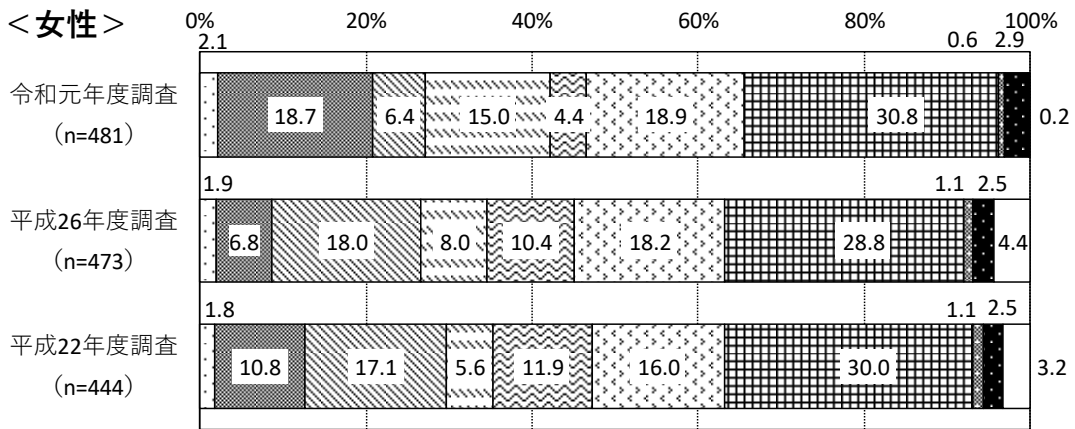 ＜女性＞
0% 20% 40% 60% 80% 100%
2.1 0.6 2.9
令和元年度調査
（n=481）
18.7 6.4 15.0 4.4 18.9 30.8 0.2
1.9 1.1 2.5
平成26年度調査
（n=473）
6.8 18.0 8.0 10.4 18.2 28.8 4.4
1.8 1.1 2.5
平成22年度調査
（n=444）
10.8 17.1 5.6 11.9 16.0 30.0 3.2